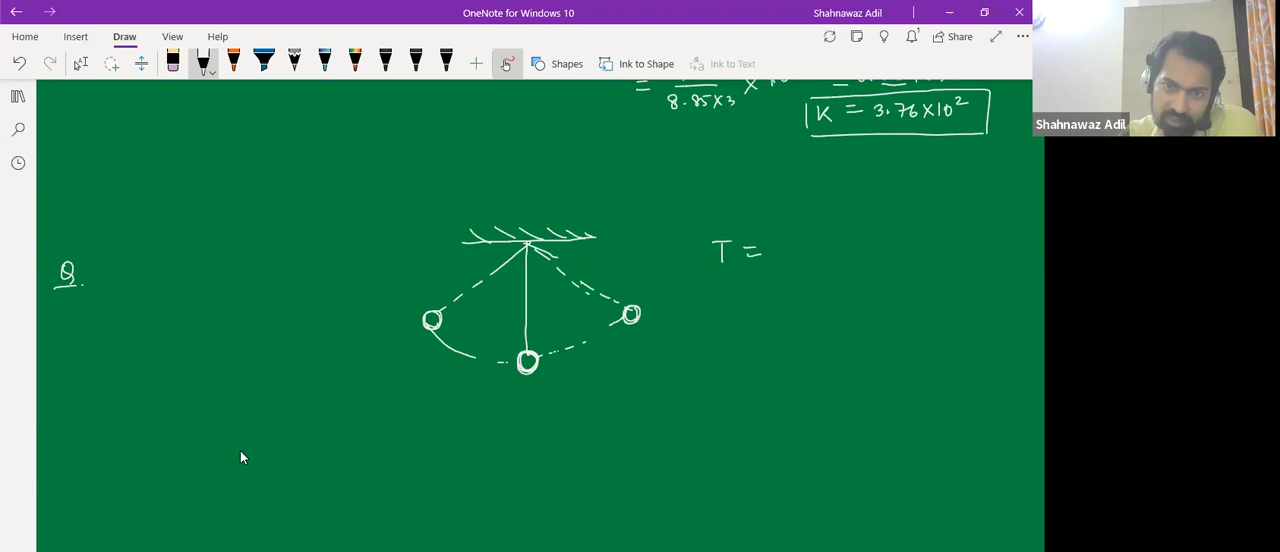 OneNote for Windows 10
Shahnawaz Adil
Home Insert Draw View Help
Share
Shapes Ink to Shape Ink to Text
8.85×3 ×
K = 3.76×10²
Shahnawaz Adil
Q.
T =